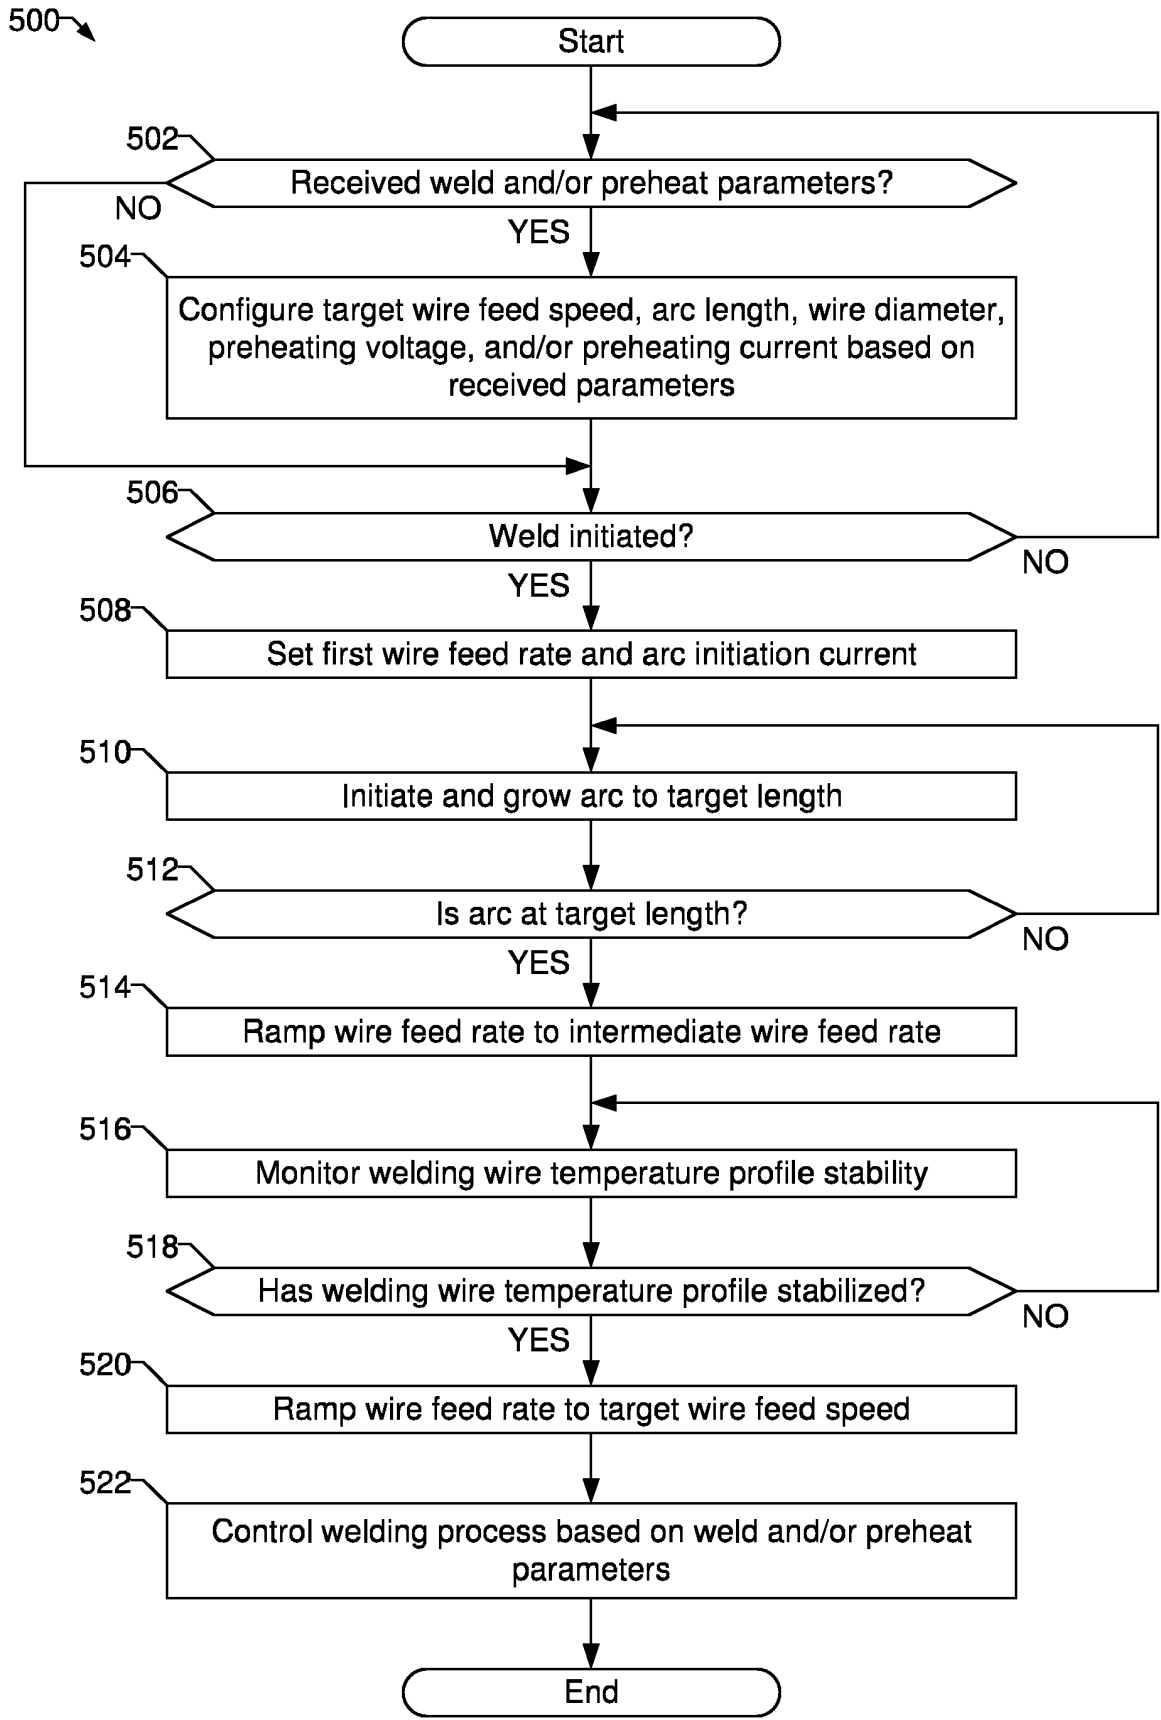 500
Start
502
Received weld and/or preheat parameters?
NO
YES
504
Configure target wire feed speed, arc length, wire diameter,
preheating voltage, and/or preheating current based on
received parameters
506
Weld initiated?
NO
YES
508
Set first wire feed rate and arc initiation current
510
Initiate and grow arc to target length
512
Is arc at target length?
NO
YES
514
Ramp wire feed rate to intermediate wire feed rate
516
Monitor welding wire temperature profile stability
518
Has welding wire temperature profile stabilized?
NO
YES
520
Ramp wire feed rate to target wire feed speed
522
Control welding process based on weld and/or preheat
parameters
End